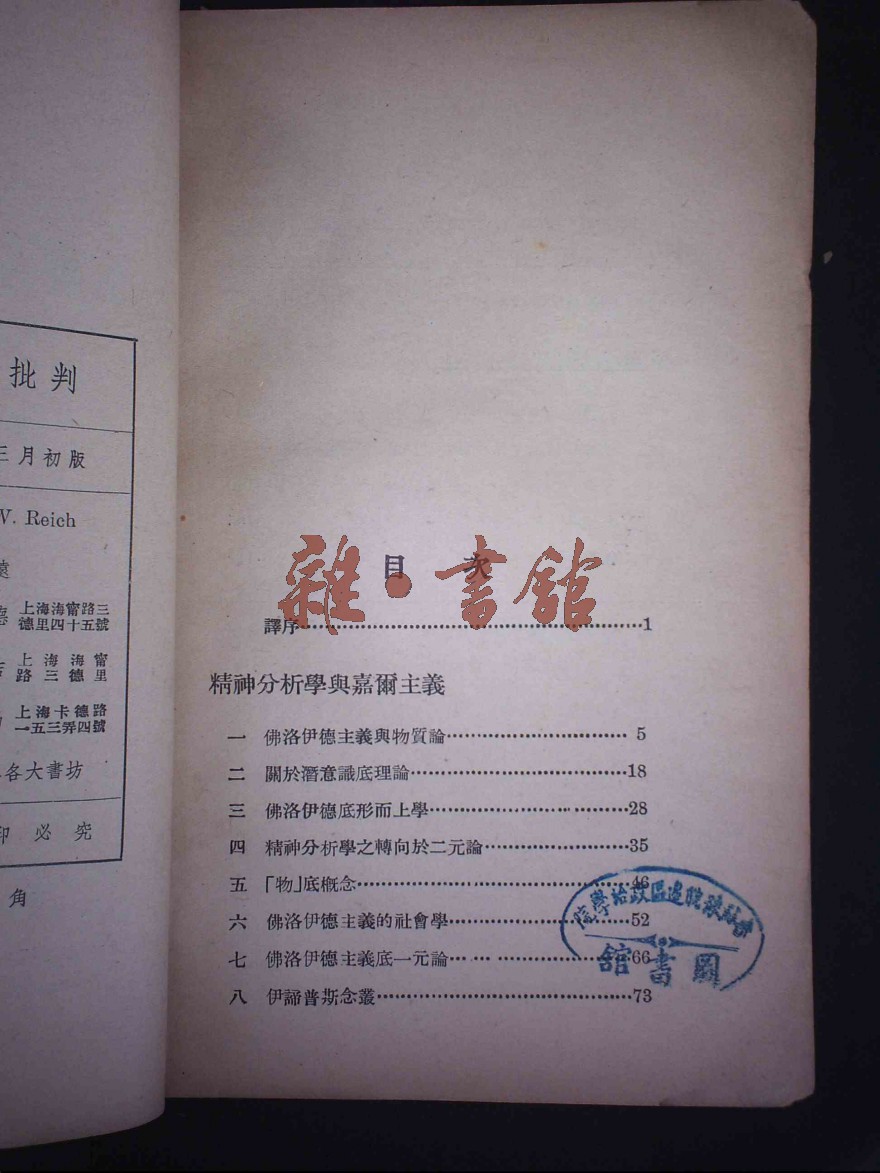 批判
三月初版
W. Reich
上海海甯路三
德里四十五號
上海海甯
路三德里
上海卡德路
一五三弄四號
各大書坊
印必究
角
雜·書館
目次
譯序 1
精神分析學與嘉爾主義
一 佛洛伊德主義與物質論 5
二 關於潛意識底理論 18
三 佛洛伊德底形而上學 28
四 精神分析學之轉向於二元論 35
五 「物」底概念 46
六 佛洛伊德主義的社會學 52
七 佛洛伊德主義底一元論 66
八 伊諦普斯念叢 73
邊區政治學院
圖書館